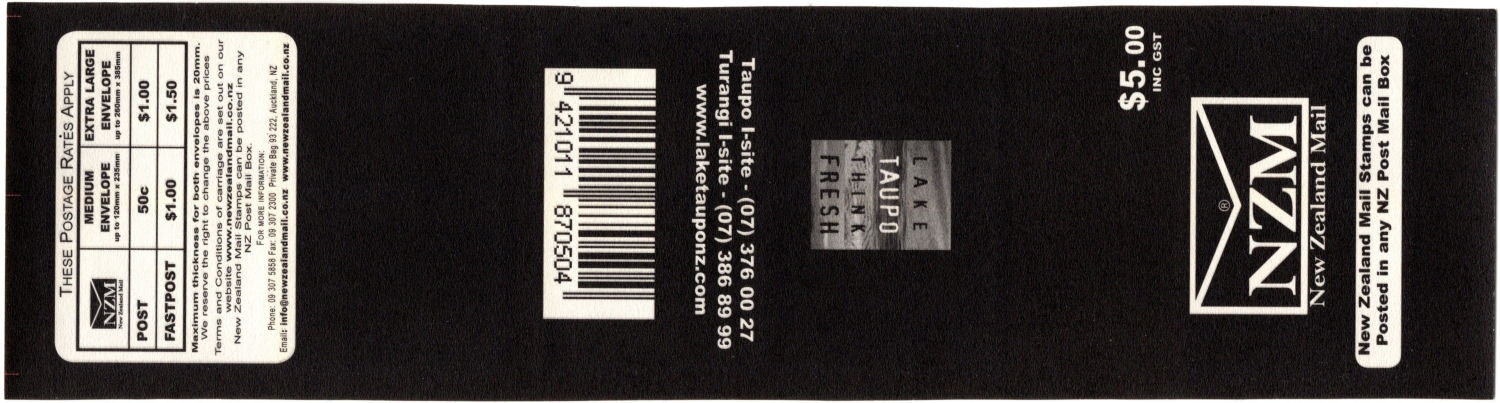 THESE POSTAGE RATES APPLY
NZM
New Zealand Mail
MEDIUM ENVELOPE
up to 120mm x 235mm
EXTRA LARGE ENVELOPE
up to 260mm x 385mm
POST 50c $1.00
FASTPOST $1.00 $1.50
Maximum thickness for both envelopes is 20mm.
We reserve the right to change the above prices
Terms and Conditions of carriage are set out on our
website www.newzealandmail.co.nz
New Zealand Mail Stamps can be posted in any
NZ Post Mail Box.
FOR MORE INFORMATION:
Phone: 09 307 5858 Fax: 09 307 2300 Private Bag 93 222, Auckland, NZ
Email: info@newzealandmail.co.nz www.newzealandmail.co.nz
9 421011 870504
Taupo I-site - (07) 376 00 27
Turangi I-site - (07) 386 89 99
www.laketauponz.com
LAKE
TAUPO
THINK
FRESH
$5.00
INC GST
®
NZM
New Zealand Mail
New Zealand Mail Stamps can be
Posted in any NZ Post Mail Box